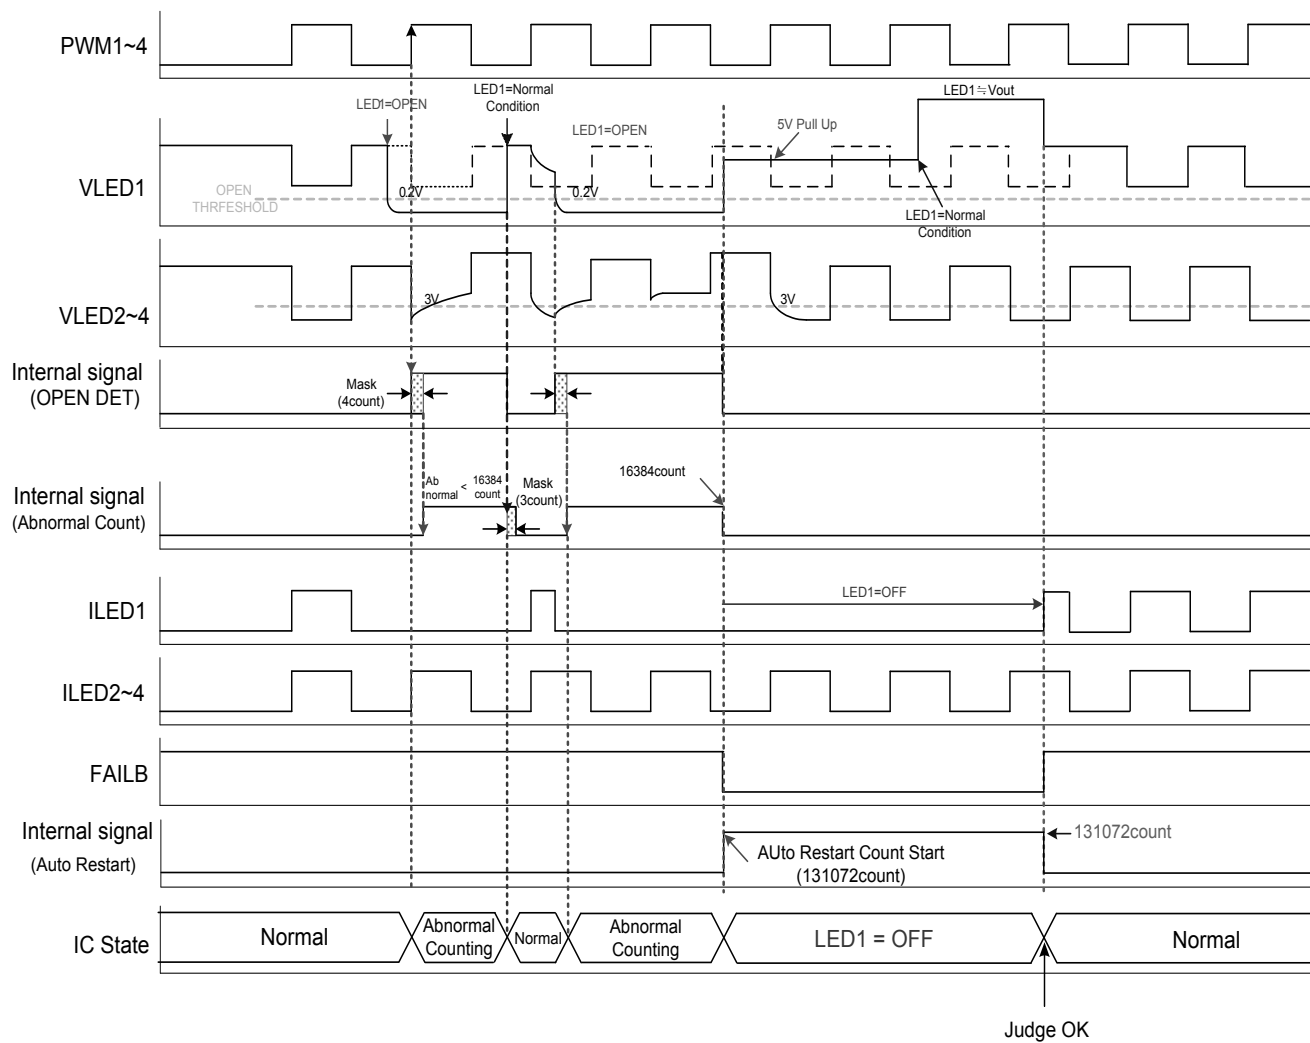 PWM1~4
LED1=OPEN
LED1=Normal
Condition
LED1≒Vout
LED1=OPEN
5V Pull Up
VLED1
OPEN
THRFESHOLD
0.2V
0.2V
LED1=Normal
Condition
VLED2~4
3V
3V
Internal signal
(OPEN DET)
Mask
(4count)
Internal signal
(Abnormal Count)
Ab
normal
<
16384
count
Mask
(3count)
16384count
ILED1
LED1=OFF
ILED2~4
FAILB
Internal signal
(Auto Restart)
AUto Restart Count Start
(131072count)
131072count
IC State
Normal
Abnormal
Counting
Normal
Abnormal
Counting
LED1 = OFF
Normal
Judge OK